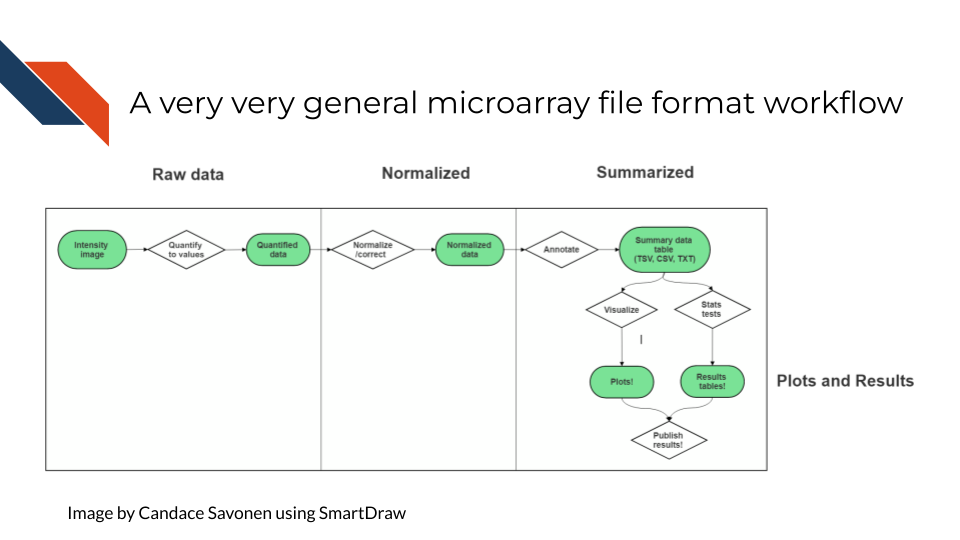 A very very general microarray file format workflow
Raw data
Normalized
Summarized
Intensity
image
Quantify
to values
Quantified
data
Normalize
/correct
Normalized
data
Annotate
Summary data
table
(TSV, CSV, TXT)
Visualize
Stats
tests
Plots!
Results
tables!
Plots and Results
Publish
results!
Image by Candace Savonen using SmartDraw